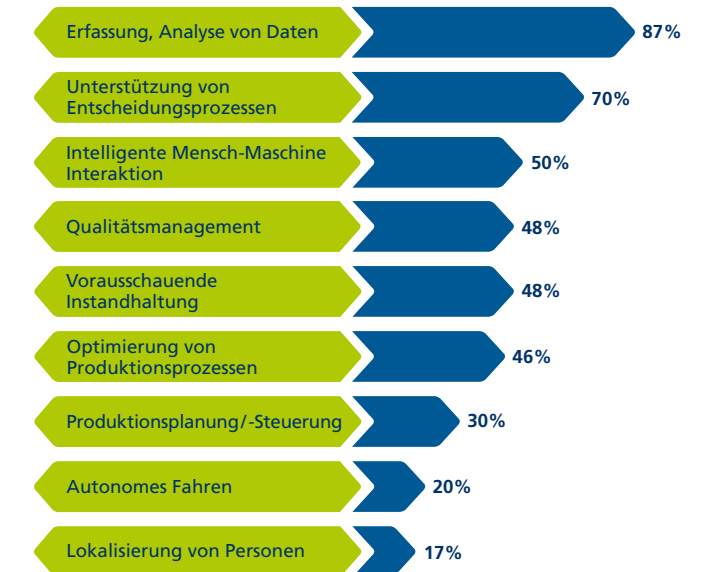 Erfassung, Analyse von Daten
87%
Unterstützung von
Entscheidungsprozessen
70%
Intelligente Mensch-Maschine
Interaktion
50%
Qualitätsmanagement
48%
Vorausschauende
Instandhaltung
48%
Optimierung von
Produktionsprozessen
46%
Produktionsplanung/-Steuerung
30%
Autonomes Fahren
20%
Lokalisierung von Personen
17%